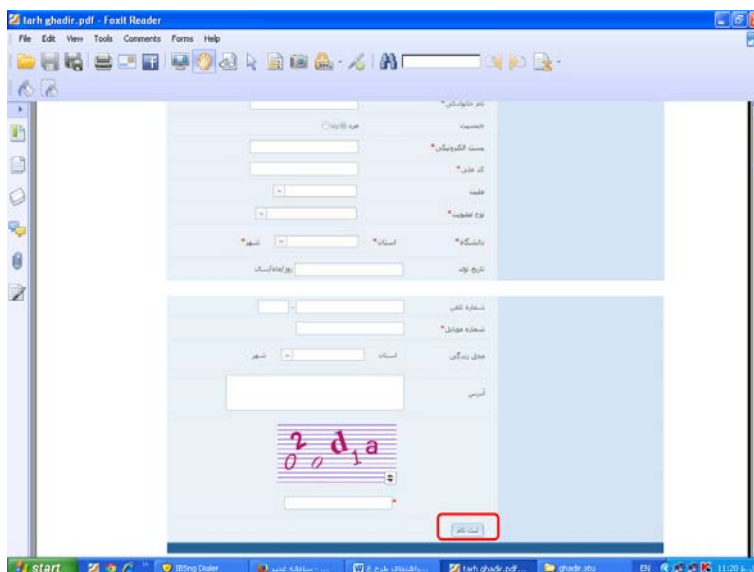 tarh ghadir.pdf - Foxit Reader
File Edit View Tools Comments Forms Help
نام خانوادگی *
جنسیت مرد زن
پست الکترونیکی *
کد ملی *
ملیت
نوع عضویت *
دانشگاه * استان * شهر *
تاریخ تولد روز/ماه/سال
شماره تلفن -
شماره موبایل *
محل زندگی استان شهر
آدرس
*
ثبت نام
start IBSng Dialer tarh ghadir.pdf... ghadir.stu EN 11:20